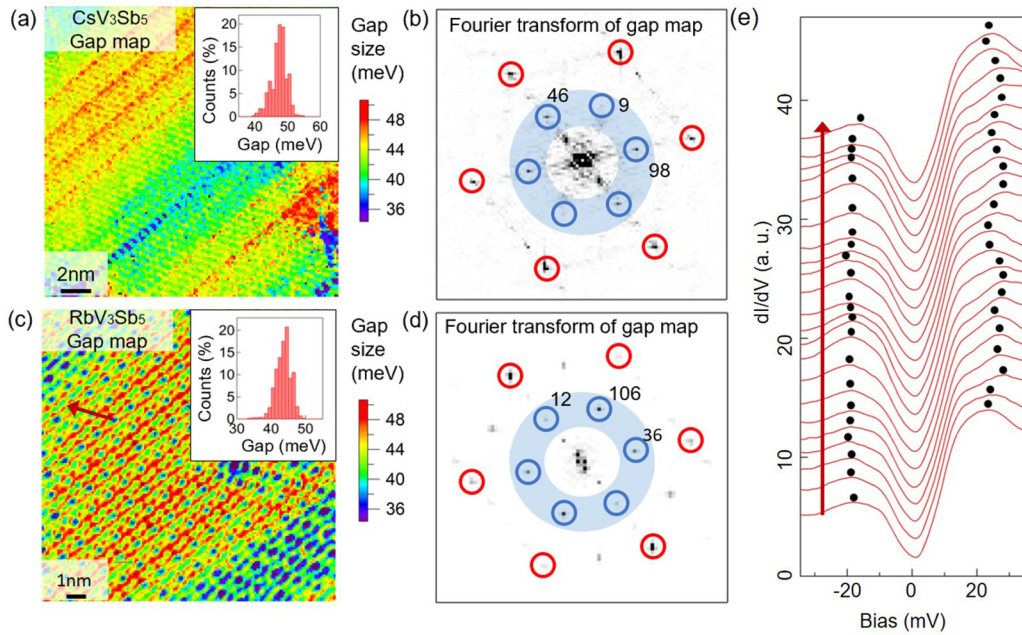 (a)
CsV3Sb5
Gap map
Counts (%)
20
15
10
5
0
40
50
60
Gap (meV)
2nm
Gap
size
(meV)
48
44
40
36
(b)
Fourier transform of gap map
46
9
98
(c)
RbV3Sb5
Gap map
Counts (%)
20
15
10
5
0
30
40
50
Gap (meV)
1nm
Gap
size
(meV)
48
44
40
36
(d)
Fourier transform of gap map
12
106
36
(e)
dI/dV (a. u.)
40
30
20
10
0
-20
0
20
Bias (mV)